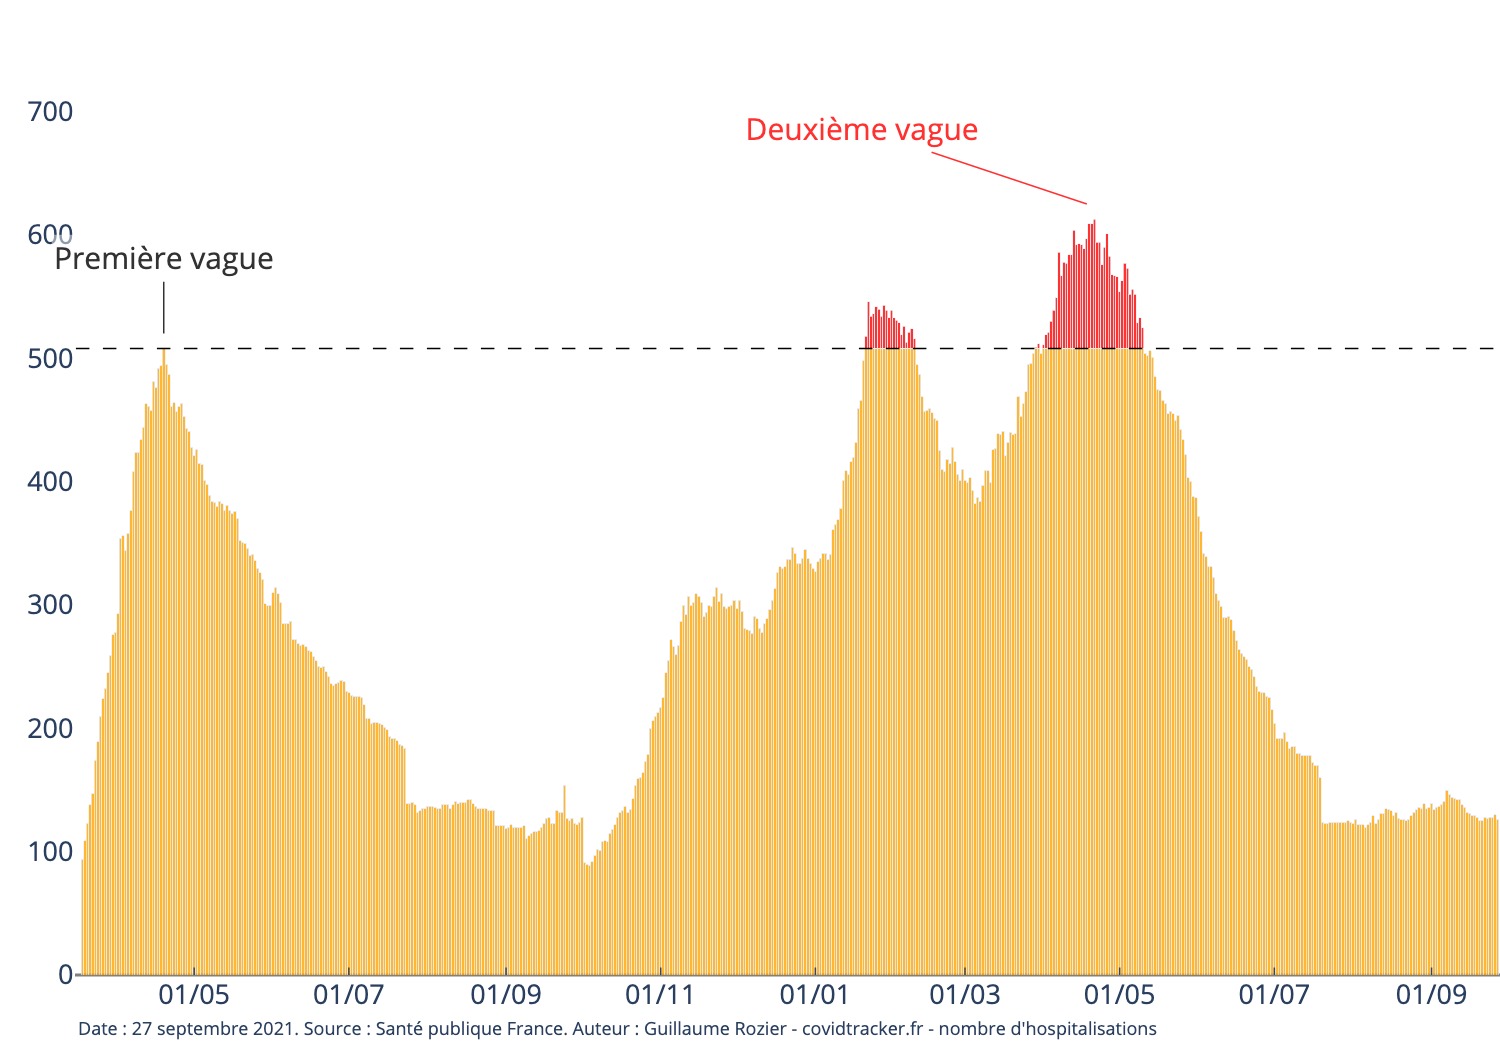 700
Deuxième vague
600
Première vague
500
400
300
200
100
0
01/05 01/07 01/09 01/11 01/01 01/03 01/05 01/07 01/09
Date : 27 septembre 2021. Source : Santé publique France. Auteur : Guillaume Rozier - covidtracker.fr - nombre d'hospitalisations